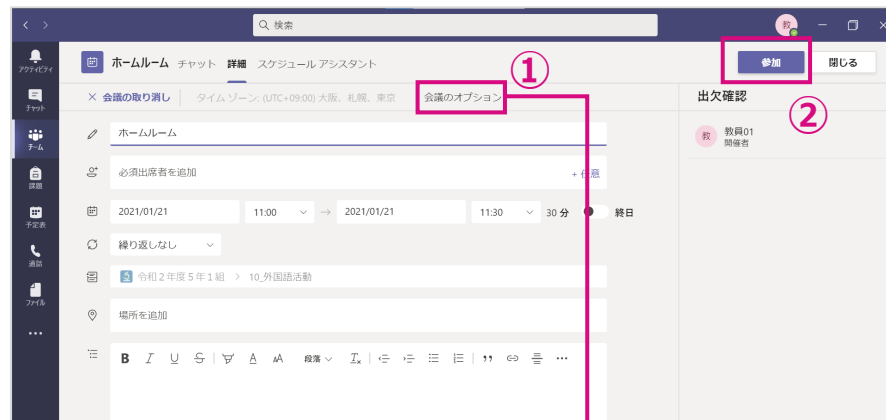 検索
教
アクティビティ
チャット
チーム
課題
予定表
通話
ファイル
ホームルーム チャット 詳細 スケジュール アシスタント
①
参加 閉じる
× 会議の取り消し タイム ゾーン: (UTC+09:00) 大阪、札幌、東京 会議のオプション
出欠確認
②
教 教員01
開催者
ホームルーム
必須出席者を追加 + 任意
2021/01/21 11:00 → 2021/01/21 11:30 30 分 終日
繰り返しなし
令和２年度５年１組 > 10_外国語活動
場所を追加
B I U S A AA 段落 Tx